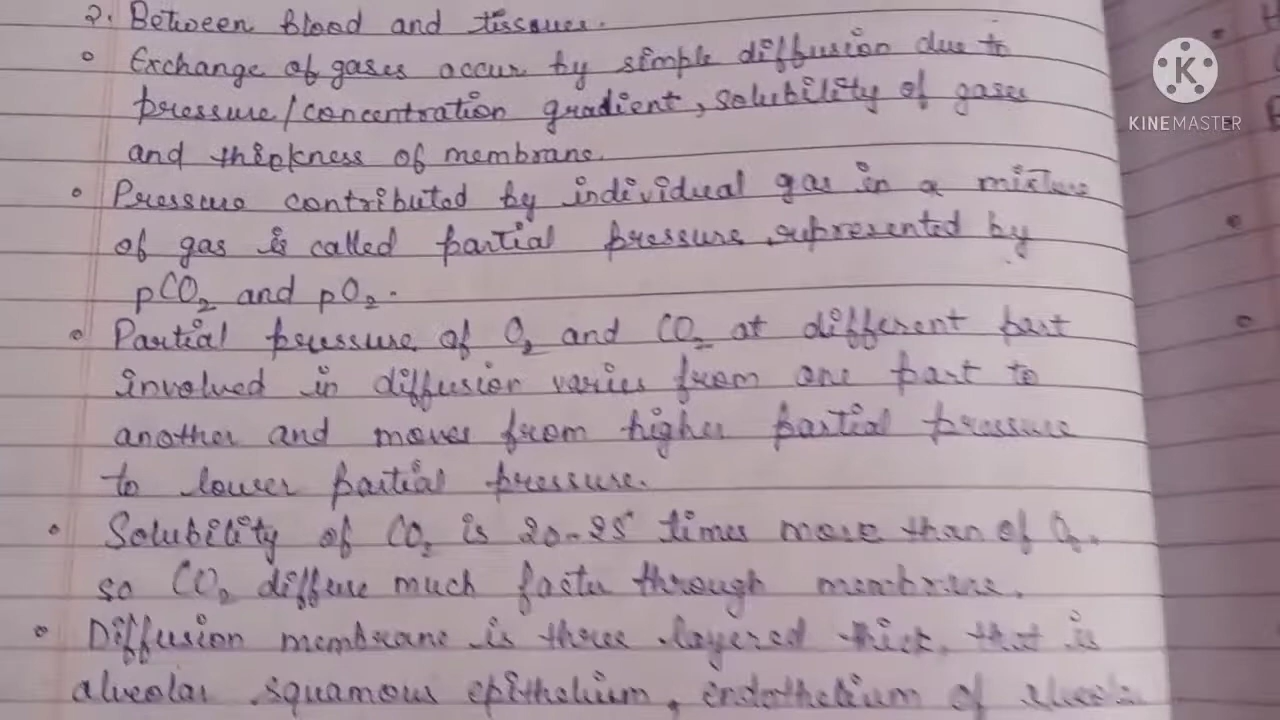 2. Between blood and tissues.
• Exchange of gases occur by simple diffusion due to
pressure/concentration gradient, solubility of gases
and thickness of membrane.
• Pressure contributed by individual gas in a mixture
of gas is called partial pressure represented by
pCO₂ and pO₂.
• Partial pressure of O₂ and CO₂ at different part
involved in diffusion varies from one part to
another and moves from higher partial pressure
to lower partial pressure.
• Solubility of CO₂ is 20-25 times more than of O₂.
so CO₂ diffuse much faster through membrane.
• Diffusion membrane is three layered thick, that is
alveolar squamous epithelium, endothelium of
KINEMASTER